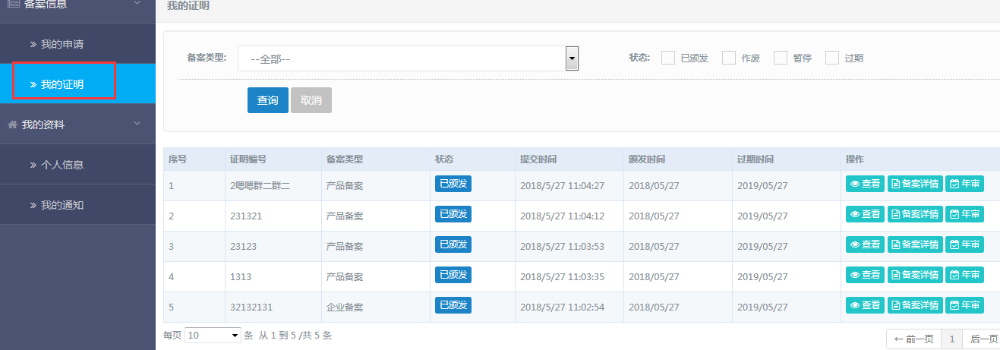 备案信息
我的申请
我的证明
我的资料
个人信息
我的通知
我的证明
备案类型: --全部-- 状态: 已颁发 作废 暂停 过期
查询 取消
序号 证明编号 备案类型 状态 提交时间 颁发时间 过期时间 操作
1 2嗯嗯群二群二 产品备案 已颁发 2018/5/27 11:04:27 2018/05/27 2019/05/27 查看 备案详情 年审
2 231321 产品备案 已颁发 2018/5/27 11:04:12 2018/05/27 2019/05/27 查看 备案详情 年审
3 23123 产品备案 已颁发 2018/5/27 11:03:53 2018/05/27 2019/05/27 查看 备案详情 年审
4 1313 产品备案 已颁发 2018/5/27 11:03:35 2018/05/27 2019/05/27 查看 备案详情 年审
5 32132131 企业备案 已颁发 2018/5/27 11:02:54 2018/05/27 2019/05/27 查看 备案详情 年审
每页 10 条 从 1 到 5 /共 5 条 ← 前一页 1 后一页